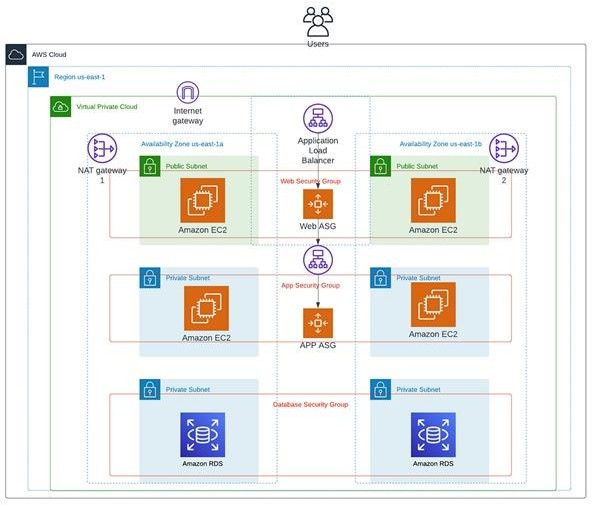 Users
AWS Cloud
Region us-east-1
Virtual Private Cloud
Internet
gateway
Availability Zone us-east-1a
Application
Load
Balancer
Availability Zone us-east-1b
NAT gateway
1
Public Subnet
Public Subnet
NAT gateway
2
Web Security Group
Amazon EC2
Web ASG
Amazon EC2
Private Subnet
Private Subnet
App Security Group
Amazon EC2
APP ASG
Amazon EC2
Private Subnet
Private Subnet
Database Security Group
Amazon RDS
Amazon RDS